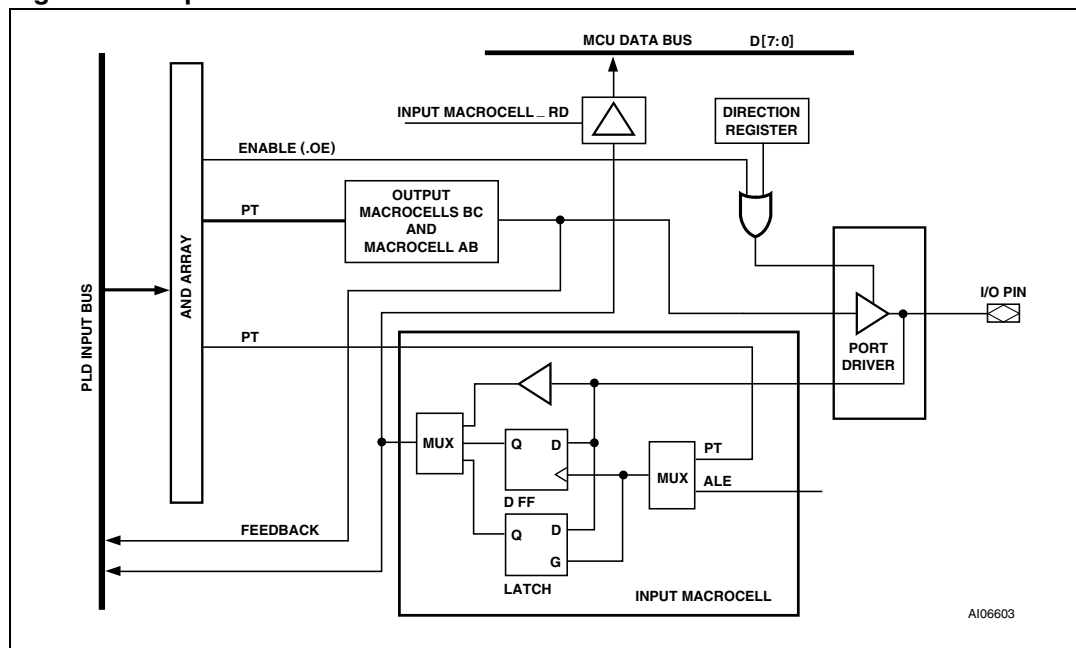 MCU DATA BUS D[7:0]
INPUT MACROCELL _ RD
DIRECTION
REGISTER
ENABLE (.OE)
PT
OUTPUT
MACROCELLS BC
AND
MACROCELL AB
AND ARRAY
PLD INPUT BUS
I/O PIN
PORT
DRIVER
PT
MUX
Q D
D FF
MUX
PT
ALE
Q D
G
LATCH
FEEDBACK
INPUT MACROCELL
AI06603